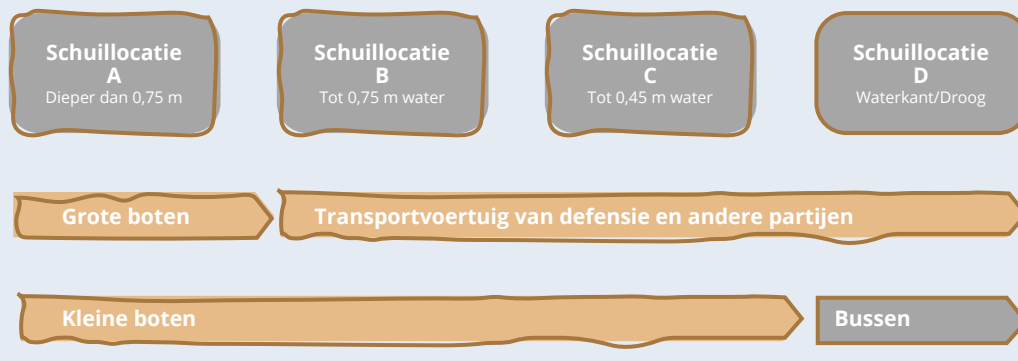 Schuillocatie
A
Dieper dan 0,75 m
Schuillocatie
B
Tot 0,75 m water
Schuillocatie
C
Tot 0,45 m water
Schuillocatie
D
Waterkant/Droog
Grote boten
Transportvoertuig van defensie en andere partijen
Kleine boten
Bussen